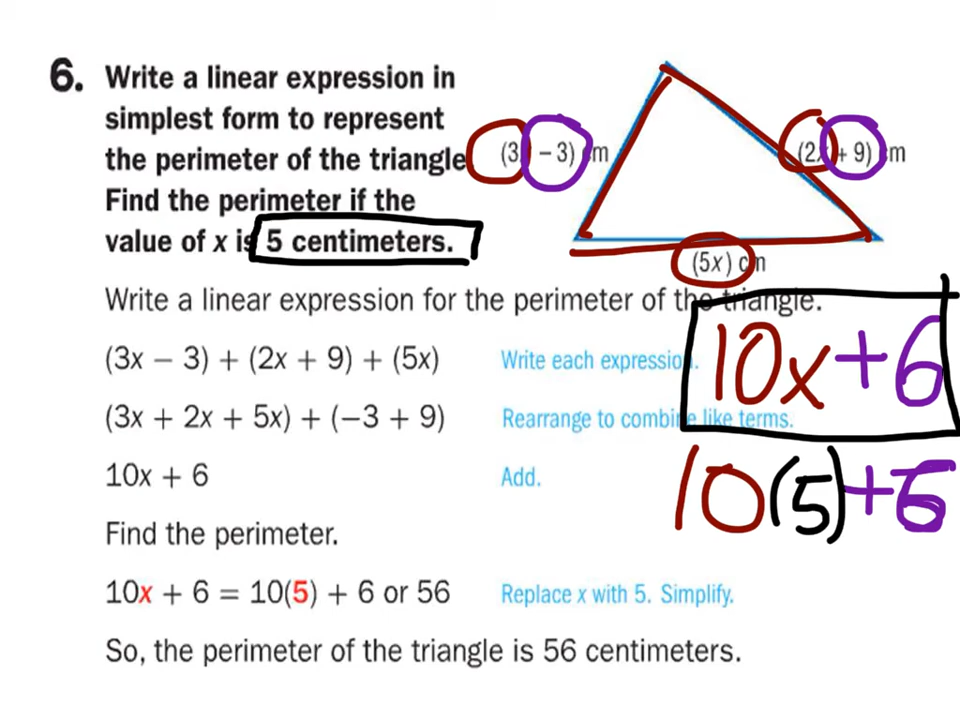 6. Write a linear expression in
simplest form to represent
the perimeter of the triangle
Find the perimeter if the
value of x is 5 centimeters.
(3 − 3) cm
(2x + 9) cm
(5x) cm
Write a linear expression for the perimeter of the triangle.
(3x − 3) + (2x + 9) + (5x)
Write each expression.
10x + 6
(3x + 2x + 5x) + (−3 + 9)
Rearrange to combine like terms.
10x + 6
Add.
10(5) + 6
Find the perimeter.
10x + 6 = 10(5) + 6 or 56
Replace x with 5. Simplify.
So, the perimeter of the triangle is 56 centimeters.